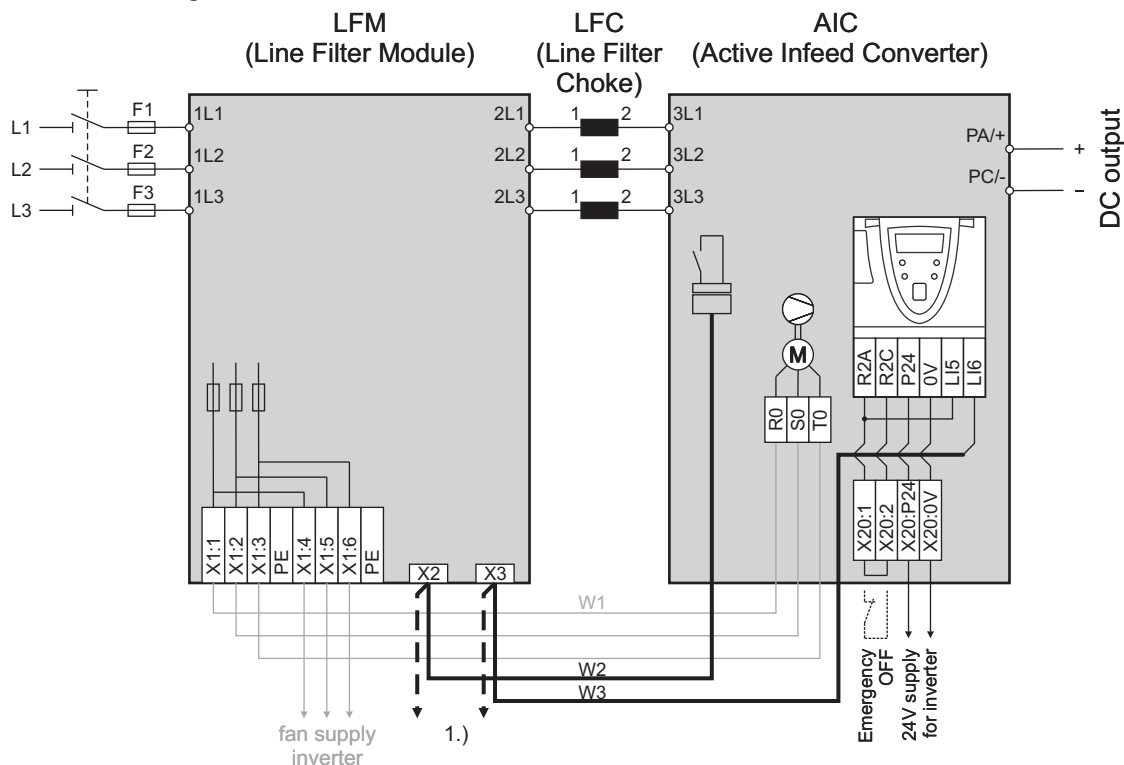 LFM
(Line Filter Module)
LFC
(Line Filter
Choke)
AIC
(Active Infeed Converter)
L1
F1
1L1
2L1
1
2
3L1
L2
F2
1L2
2L2
1
2
3L2
L3
F3
1L3
2L3
1
2
3L3
PA/+
+
PC/-
-
DC output
M
R0
S0
T0
R2A
R2C
P24
0V
LI5
LI6
X20:1
X20:2
X20:P24
X20:0V
X1:1
X1:2
X1:3
PE
X1:4
X1:5
X1:6
PE
X2
X3
W1
W2
W3
fan supply
inverter
1.)
Emergency
OFF
24V supply
for inverter